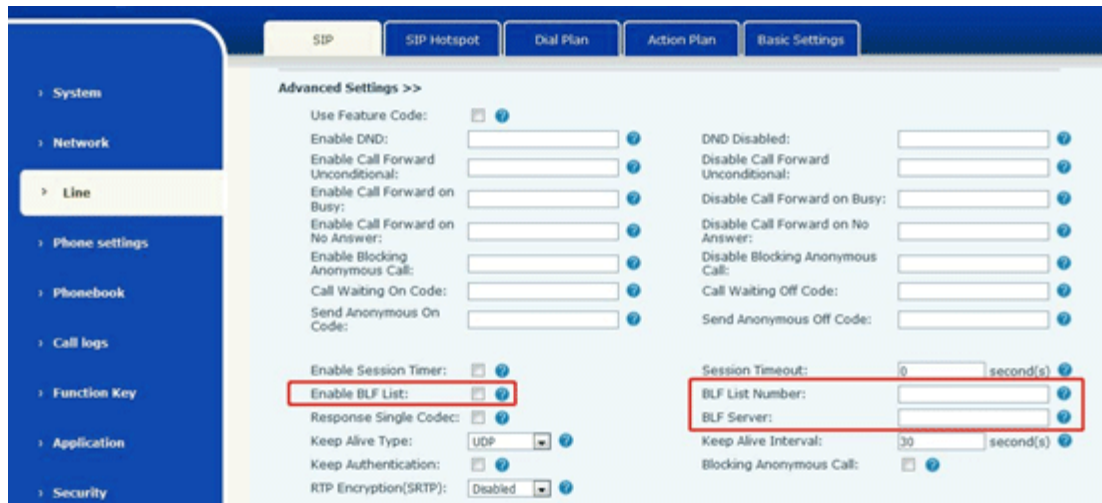 SIP
SIP Hotspot
Dial Plan
Action Plan
Basic Settings
› System
› Network
› Line
› Phone settings
› Phonebook
› Call logs
› Function Key
› Application
› Security
Advanced Settings >>
Use Feature Code:
Enable DND:
DND Disabled:
Enable Call Forward
Unconditional:
Disable Call Forward
Unconditional:
Enable Call Forward on
Busy:
Disable Call Forward on Busy:
Enable Call Forward on
No Answer:
Disable Call Forward on No
Answer:
Enable Blocking
Anonymous Call:
Disable Blocking Anonymous
Call:
Call Waiting On Code:
Call Waiting Off Code:
Send Anonymous On
Code:
Send Anonymous Off Code:
Enable Session Timer:
Session Timeout: 0 second(s)
Enable BLF List:
BLF List Number:
Response Single Codec:
BLF Server:
Keep Alive Type: UDP
Keep Alive Interval: 30 second(s)
Keep Authentication:
Blocking Anonymous Call:
RTP Encryption(SRTP): Disabled